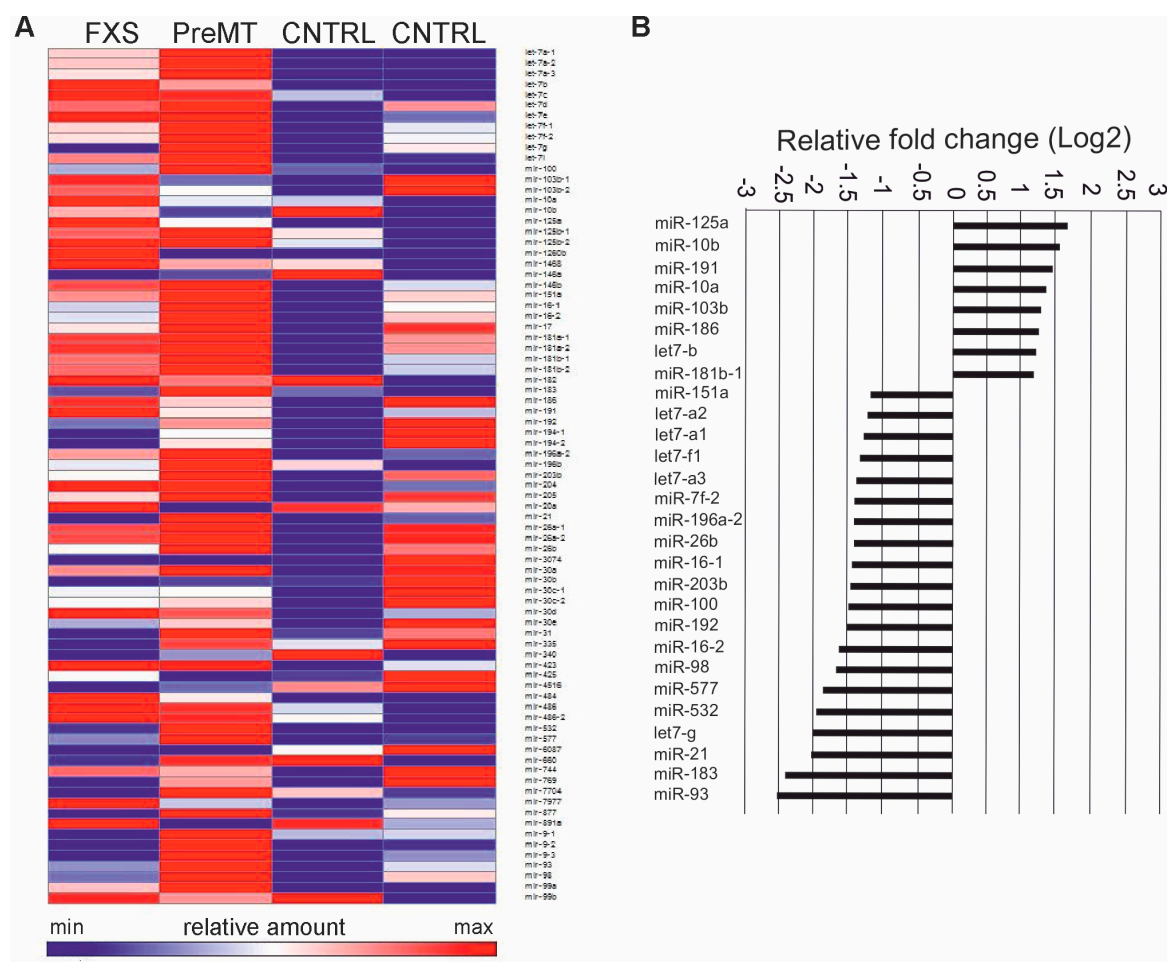 A
FXS PreMT CNTRL CNTRL
let-7a-1
let-7a-2
let-7a-3
let-7b
let-7c
let-7d
let-7e
let-7f-1
let-7f-2
let-7g
let-7i
mir-100
mir-103b-1
mir-103b-2
mir-10a
mir-10b
mir-125a
mir-125b-1
mir-125b-2
mir-1260b
mir-1468
mir-146a
mir-146b
mir-151a
mir-16-1
mir-16-2
mir-17
mir-181a-1
mir-181a-2
mir-181b-1
mir-181b-2
mir-182
mir-183
mir-186
mir-191
mir-192
mir-194-1
mir-194-2
mir-196a-2
mir-196b
mir-203b
mir-204
mir-205
mir-20a
mir-21
mir-26a-1
mir-26a-2
mir-26b
mir-3074
mir-30a
mir-30b
mir-30c-1
mir-30c-2
mir-30d
mir-30e
mir-31
mir-335
mir-340
mir-423
mir-425
mir-4516
mir-484
mir-486
mir-486-2
mir-532
mir-577
mir-6087
mir-660
mir-744
mir-769
mir-7704
mir-7977
mir-877
mir-891a
mir-9-1
mir-9-2
mir-9-3
mir-93
mir-98
mir-99a
mir-99b
min relative amount max
B
Relative fold change (Log2)
-3 -2.5 -2 -1.5 -1 -0.5 0 0.5 1 1.5 2 2.5 3
miR-125a
miR-10b
miR-191
miR-10a
miR-103b
miR-186
let7-b
miR-181b-1
miR-151a
let7-a2
let7-a1
let7-f1
let7-a3
miR-7f-2
miR-196a-2
miR-26b
miR-16-1
miR-203b
miR-100
miR-192
miR-16-2
miR-98
miR-577
miR-532
let7-g
miR-21
miR-183
miR-93